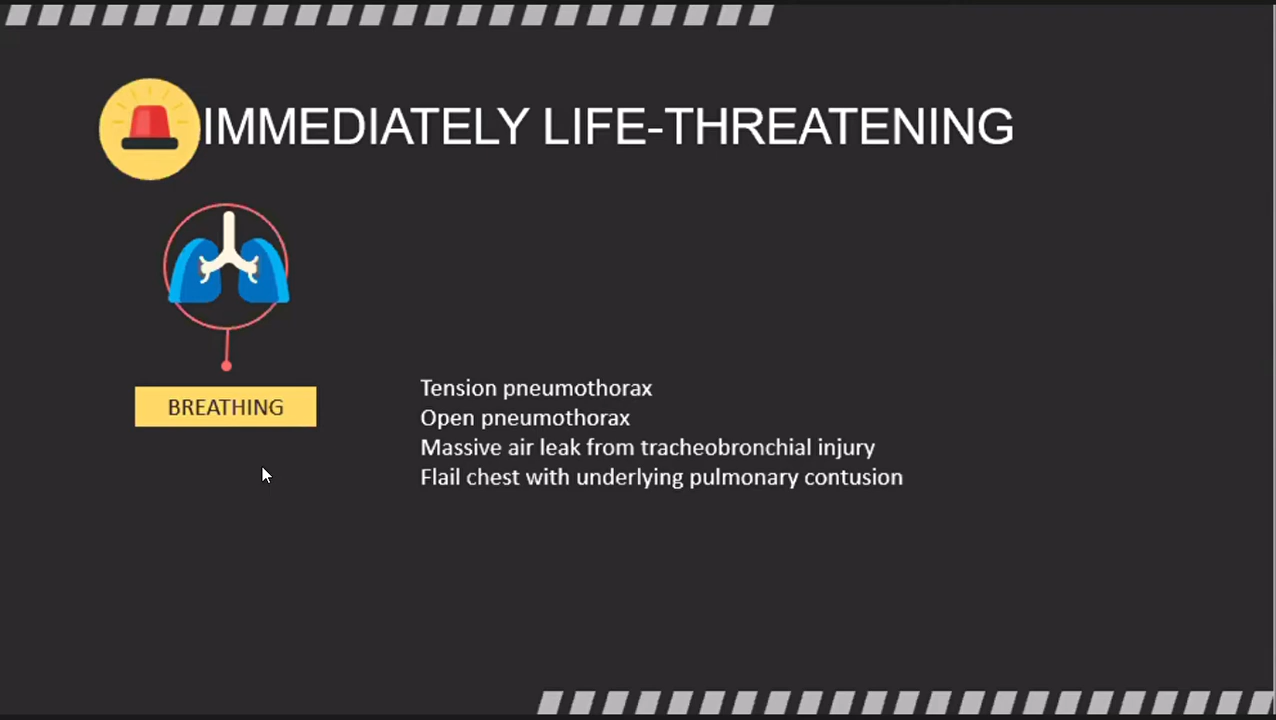 IMMEDIATELY LIFE-THREATENING
BREATHING
Tension pneumothorax
Open pneumothorax
Massive air leak from tracheobronchial injury
Flail chest with underlying pulmonary contusion